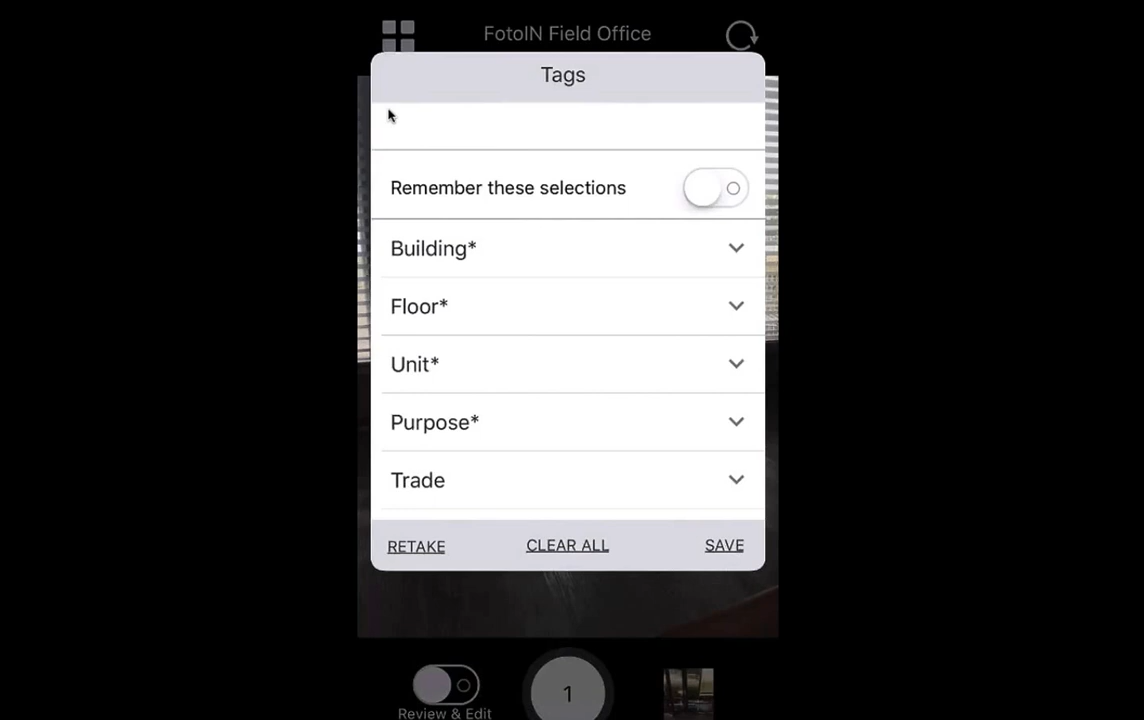 FotoIN Field Office
Tags
Remember these selections
Building*
Floor*
Unit*
Purpose*
Trade
RETAKE CLEAR ALL SAVE
1
Review & Edit